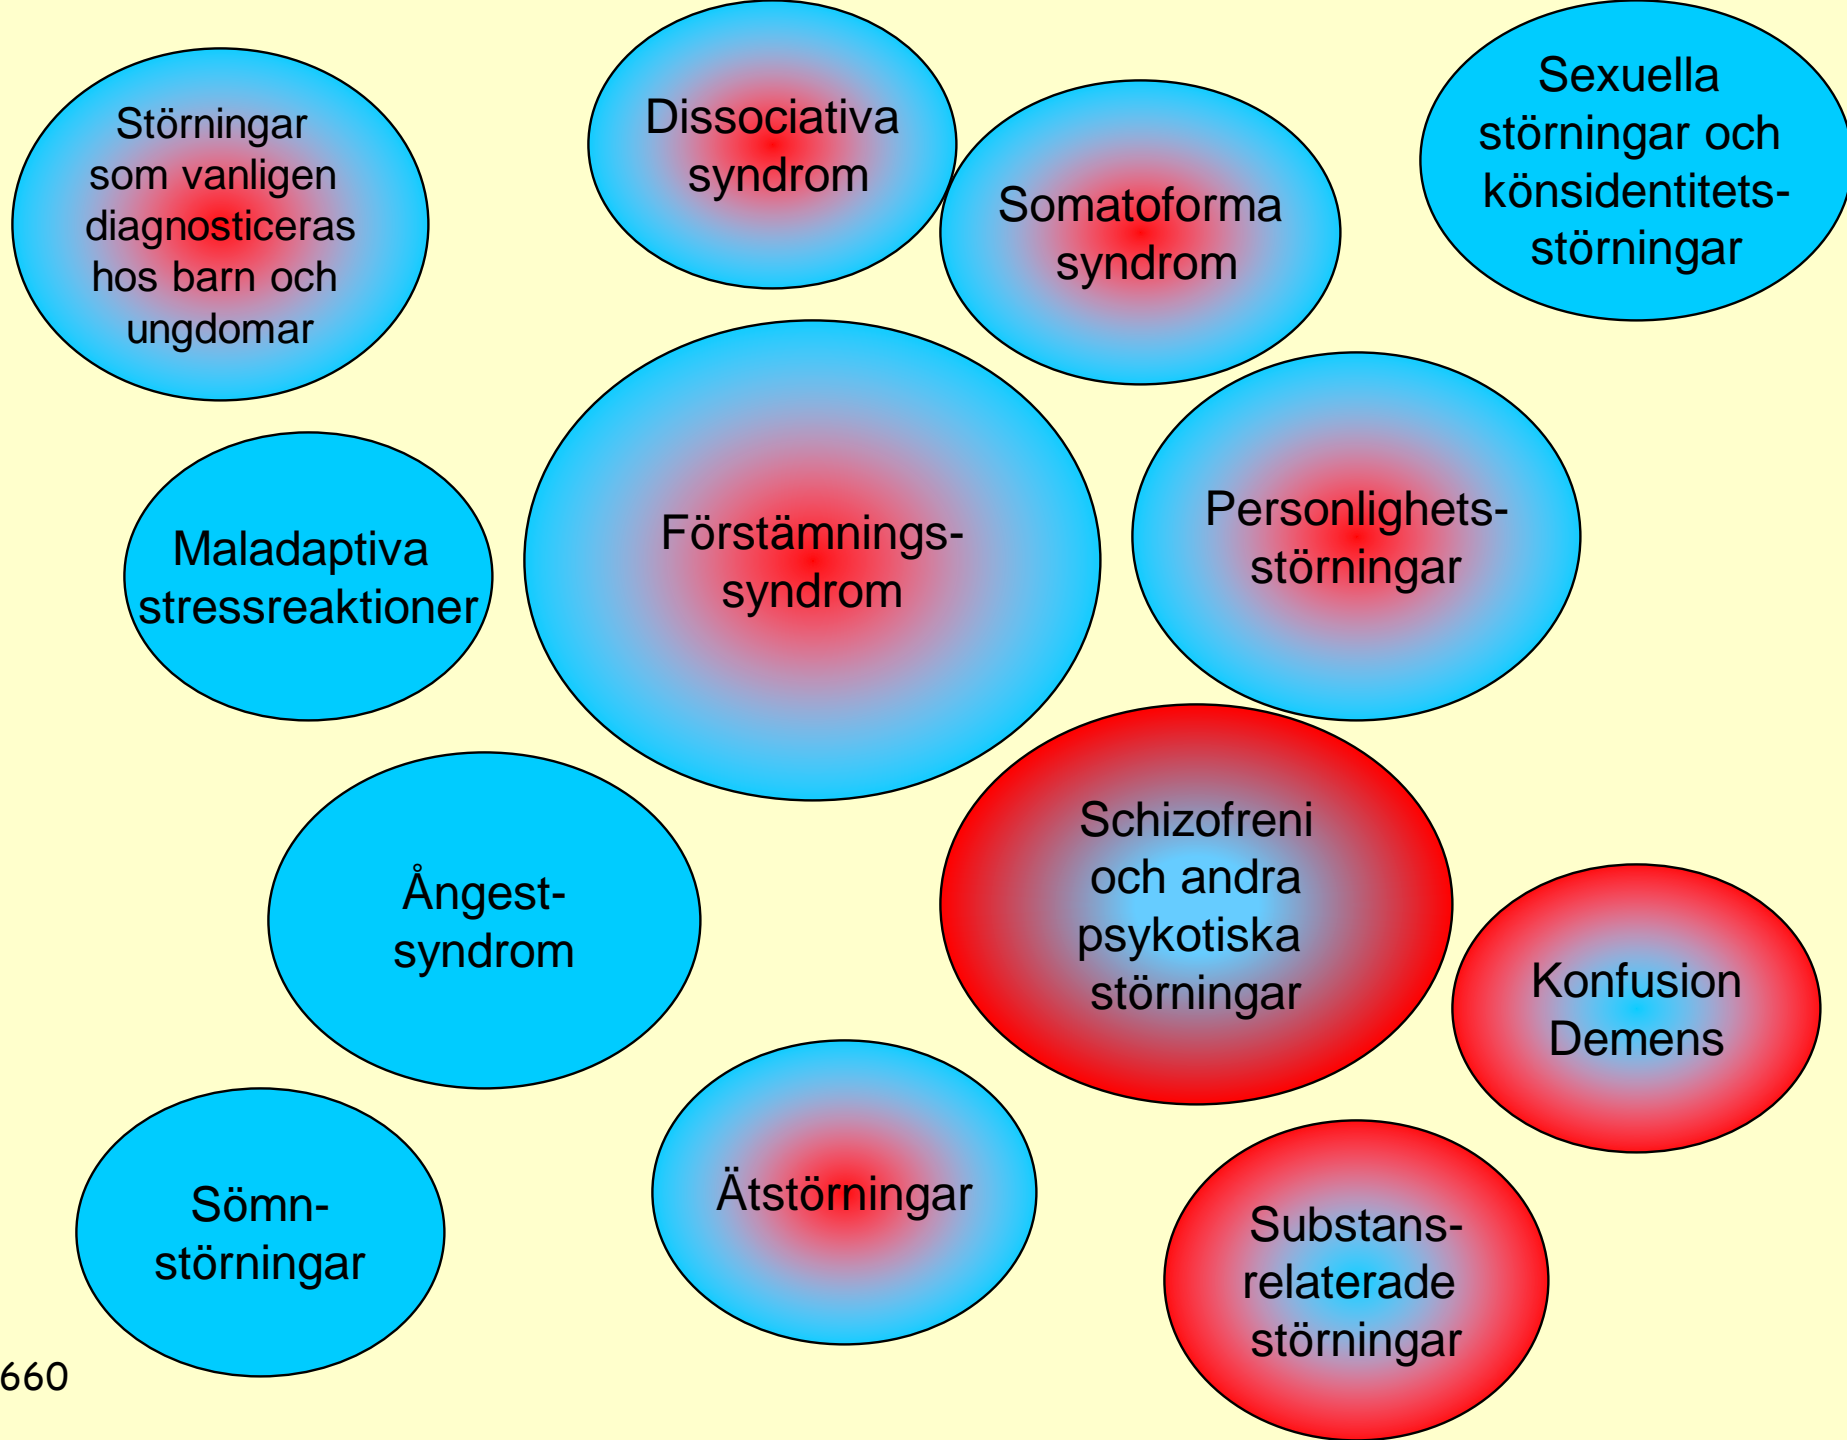 Störningar
som vanligen
diagnosticeras
hos barn och
ungdomar
Dissociativa
syndrom
Somatoforma
syndrom
Sexuella
störningar och
könsidentitets-
störningar
Maladaptiva
stressreaktioner
Förstämnings-
syndrom
Personlighets-
störningar
Ångest-
syndrom
Schizofreni
och andra
psykotiska
störningar
Konfusion
Demens
Sömn-
störningar
Ätstörningar
Substans-
relaterade
störningar
660